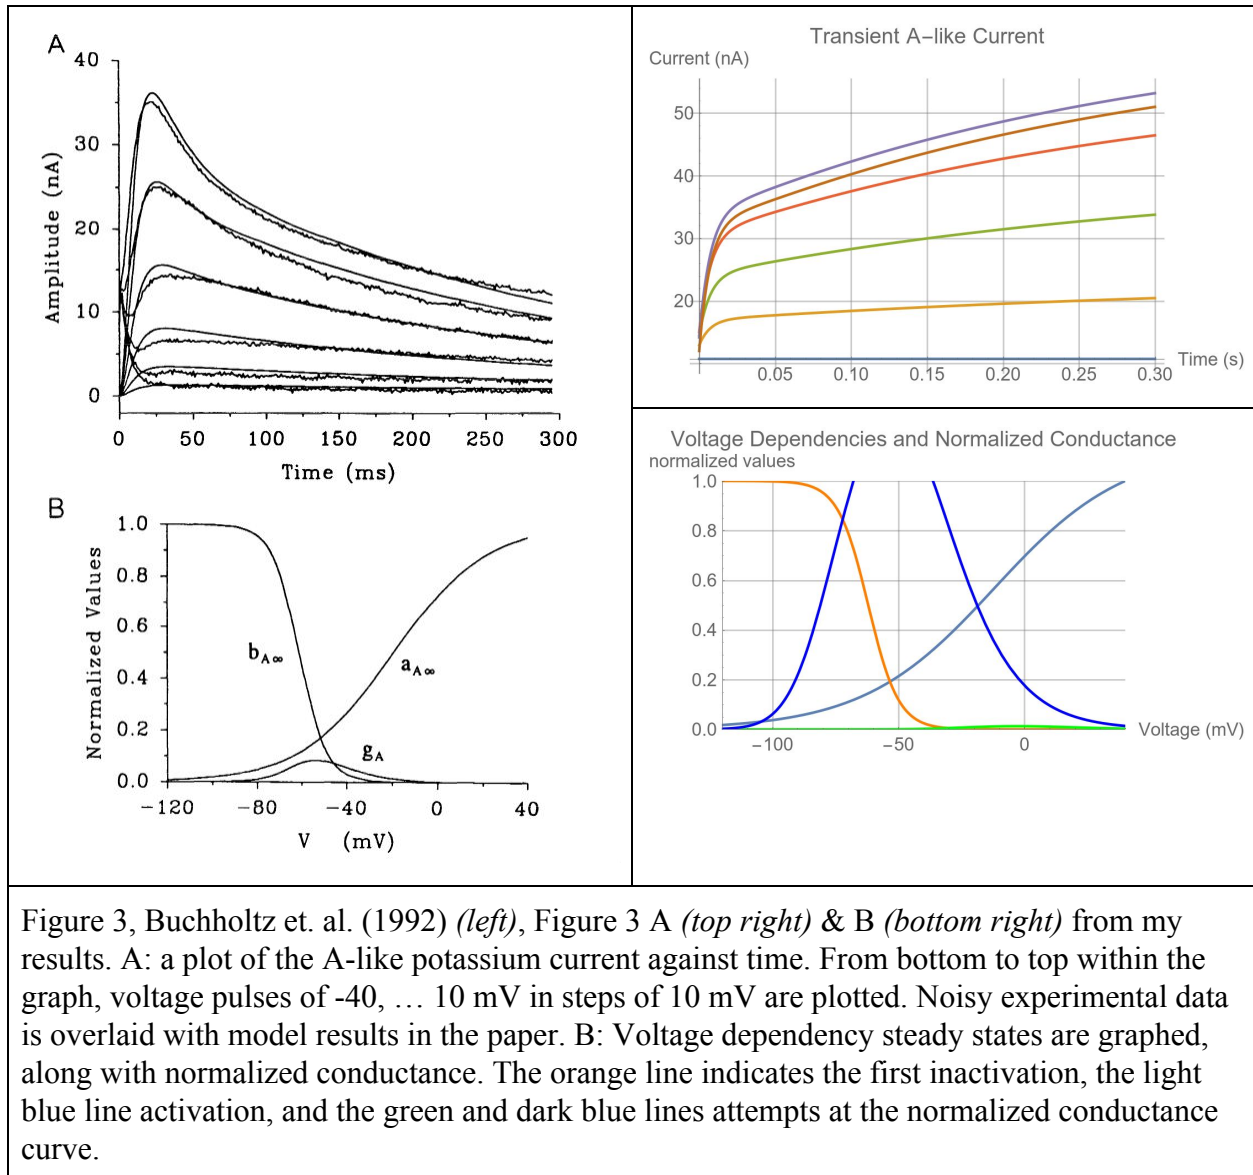 A
40
30
20
10
0
Amplitude (nA)
0 50 100 150 200 250 300
Time (ms)
B
1.0
0.8
0.6
0.4
0.2
0.0
Normalized Values
bA∞
aA∞
gA
−120 −80 −40 0 40
V (mV)
Transient A−like Current
Current (nA)
50
40
30
20
Time (s)
0.05 0.10 0.15 0.20 0.25 0.30
Voltage Dependencies and Normalized Conductance
normalized values
1.0
0.8
0.6
0.4
0.2
0.0
Voltage (mV)
−100 −50 0
Figure 3, Buchholtz et. al. (1992) (left), Figure 3 A (top right) & B (bottom right) from my
results. A: a plot of the A-like potassium current against time. From bottom to top within the
graph, voltage pulses of -40, … 10 mV in steps of 10 mV are plotted. Noisy experimental data
is overlaid with model results in the paper. B: Voltage dependency steady states are graphed,
along with normalized conductance. The orange line indicates the first inactivation, the light
blue line activation, and the green and dark blue lines attempts at the normalized conductance
curve.